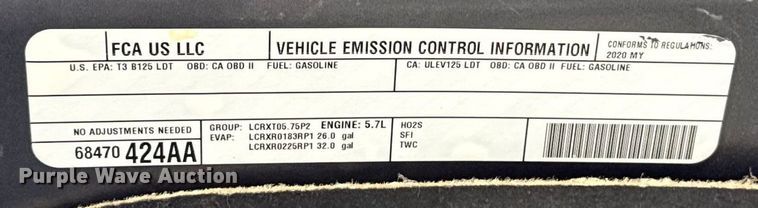 FCA US LLC
VEHICLE EMISSION CONTROL INFORMATION
CONFORMS TO REGULATIONS:
2020 MY
U.S. EPA: T3 B125 LDT OBD: CA OBD II FUEL: GASOLINE
CA: ULEV125 LDT OBD: CA OBD II FUEL: GASOLINE
NO ADJUSTMENTS NEEDED
68470 424AA
GROUP: LCRXT05.75P2 ENGINE: 5.7L
EVAP: LCRXR0183RP1 26.0 gal
LCRXR0225RP1 32.0 gal
HO2S
SFI
TWC
Purple Wave Auction